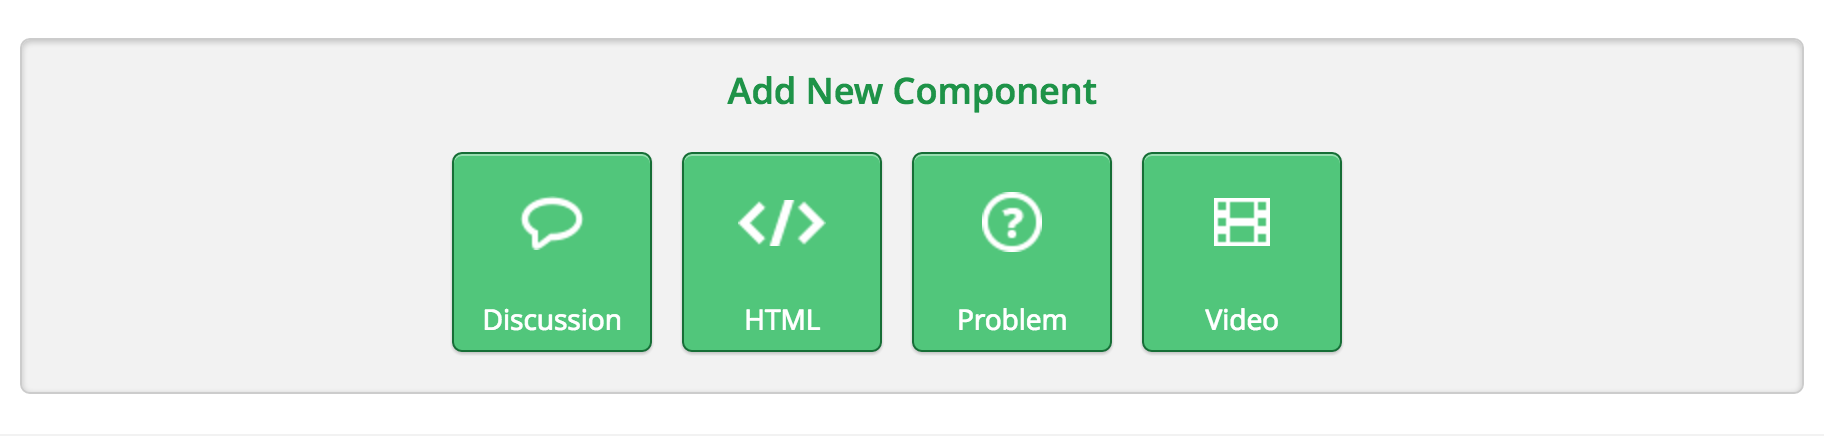 Add New Component
Discussion
HTML
Problem
Video